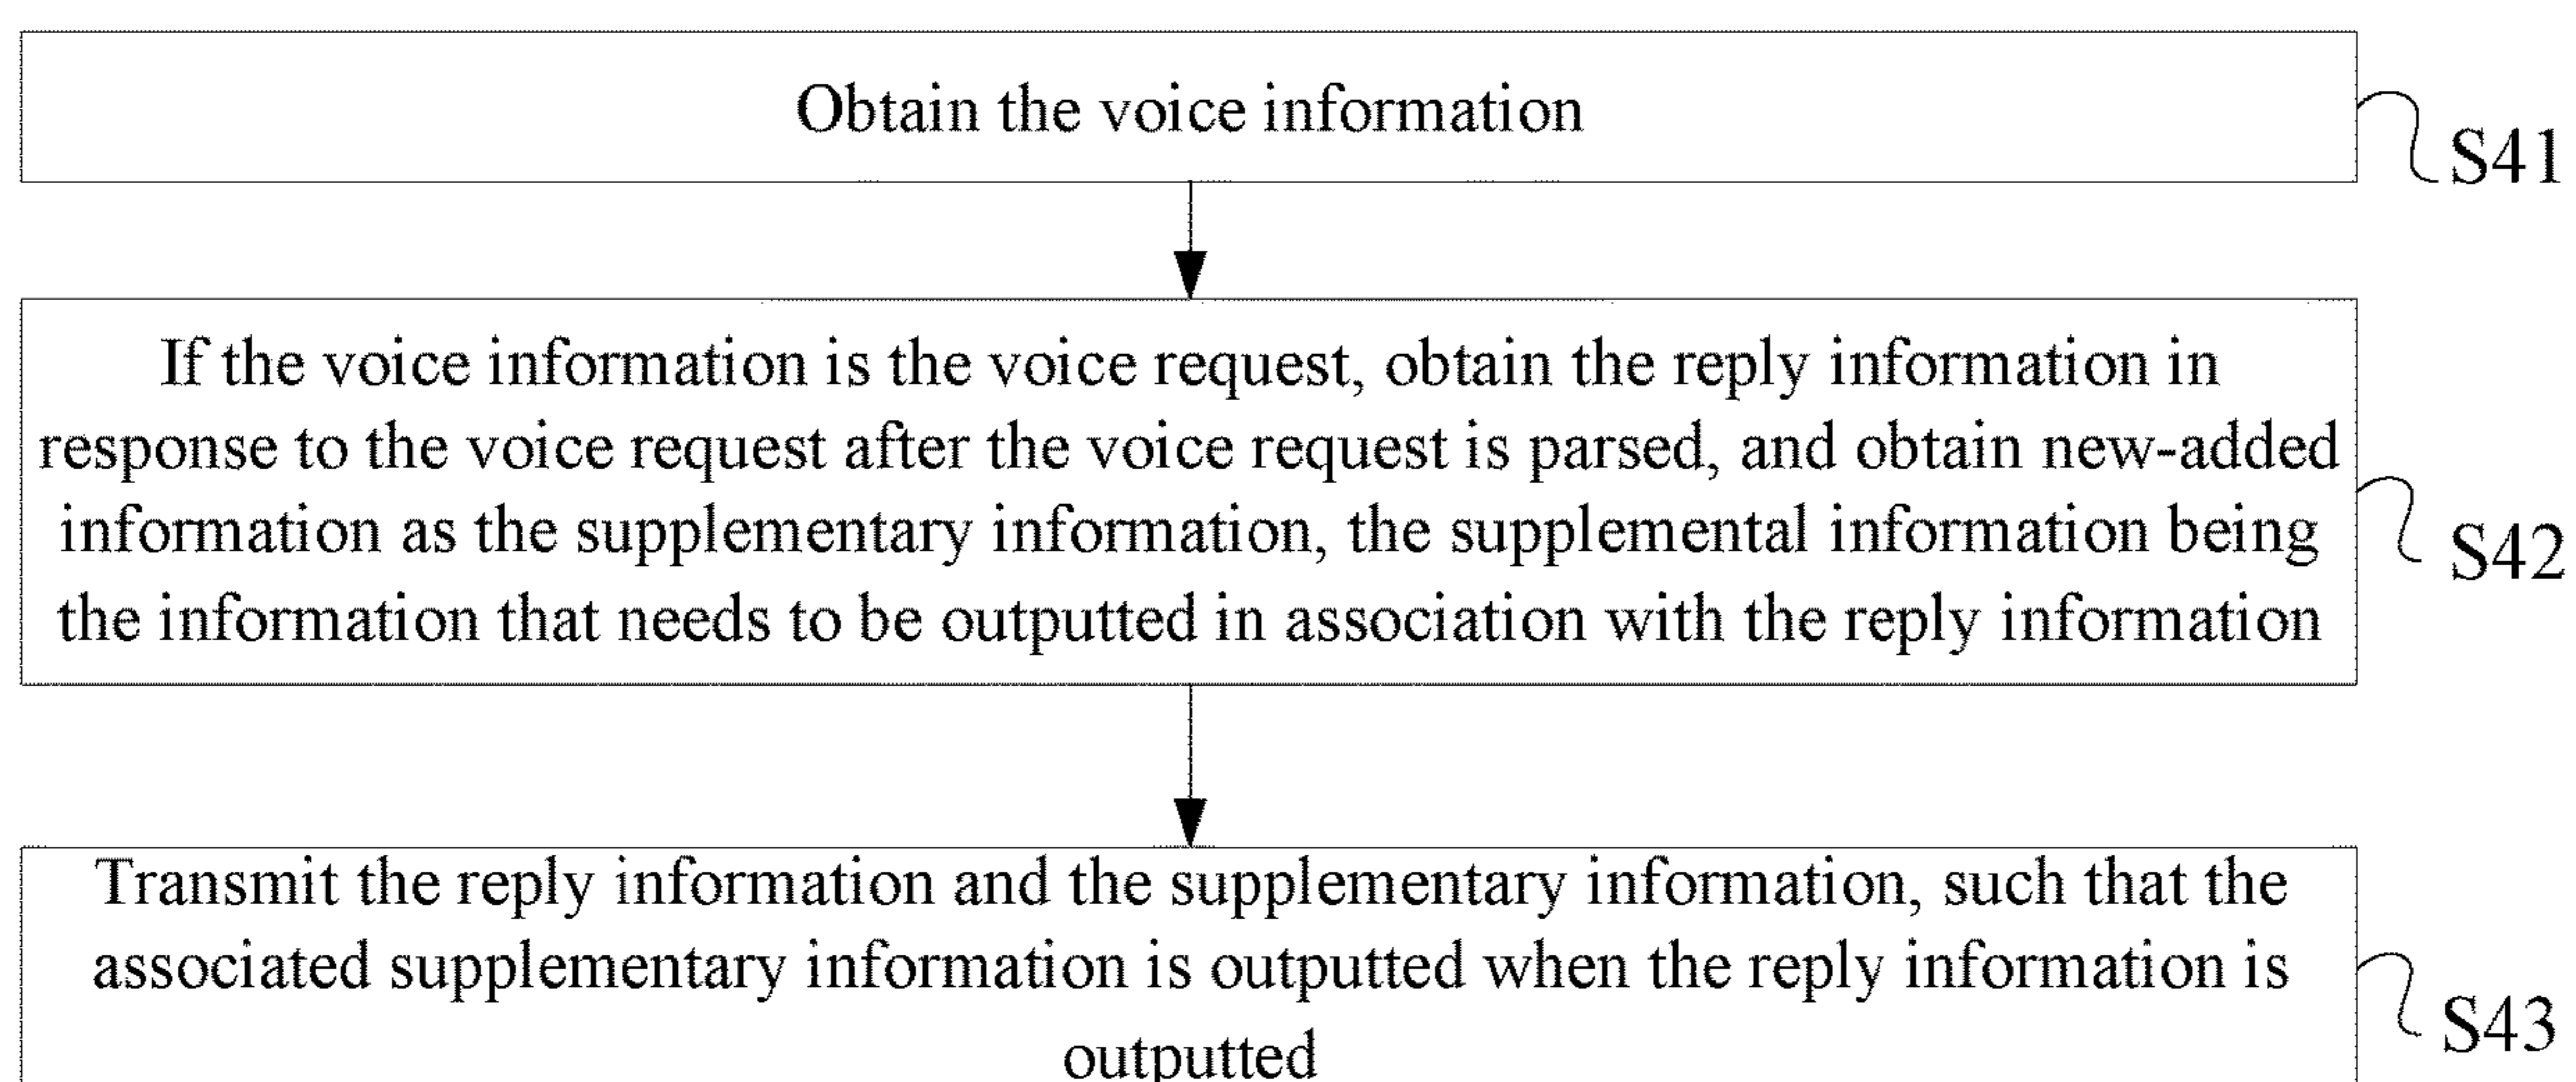 Obtain the voice information
S41
If the voice information is the voice request, obtain the reply information in
response to the voice request after the voice request is parsed, and obtain new-added
information as the supplementary information, the supplemental information being
the information that needs to be outputted in association with the reply information
S42
Transmit the reply information and the supplementary information, such that the
associated supplementary information is outputted when the reply information is
outputted
S43